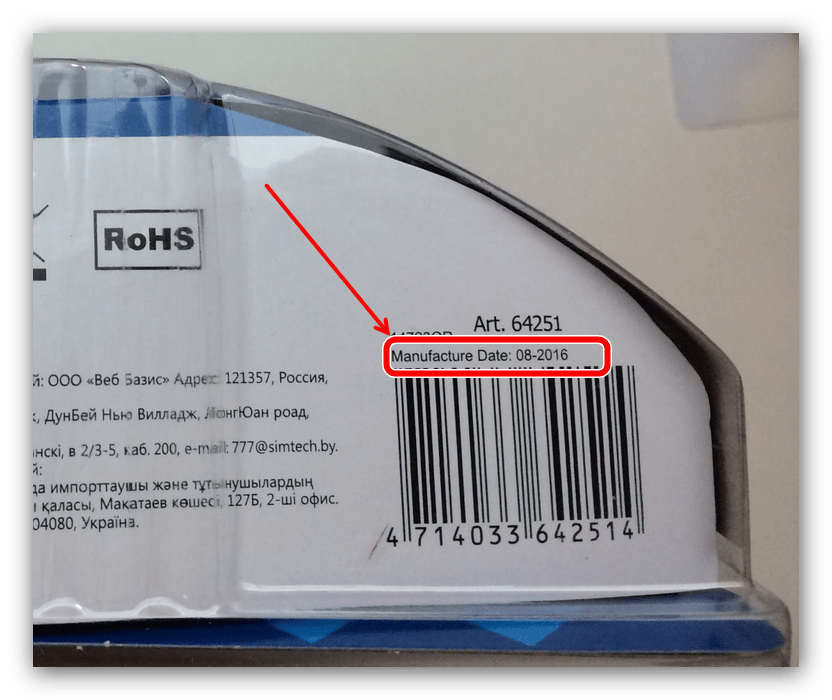 RoHS
Art. 64251
Manufacture Date: 08-2016
й: ООО «Веб Базис» Адрес: 121357, Россия,
к, ДунБей Нью Вилладж, ЛонгЮан роад,
нскі, в 2/3-5, каб. 200, e-mail: 777@simtech.by.
й:
да импорттаушы және тұтынушылардың
қаласы, Мақатаев көшесі, 127Б, 2-ші офис.
04080, Україна.
4 714033 642514